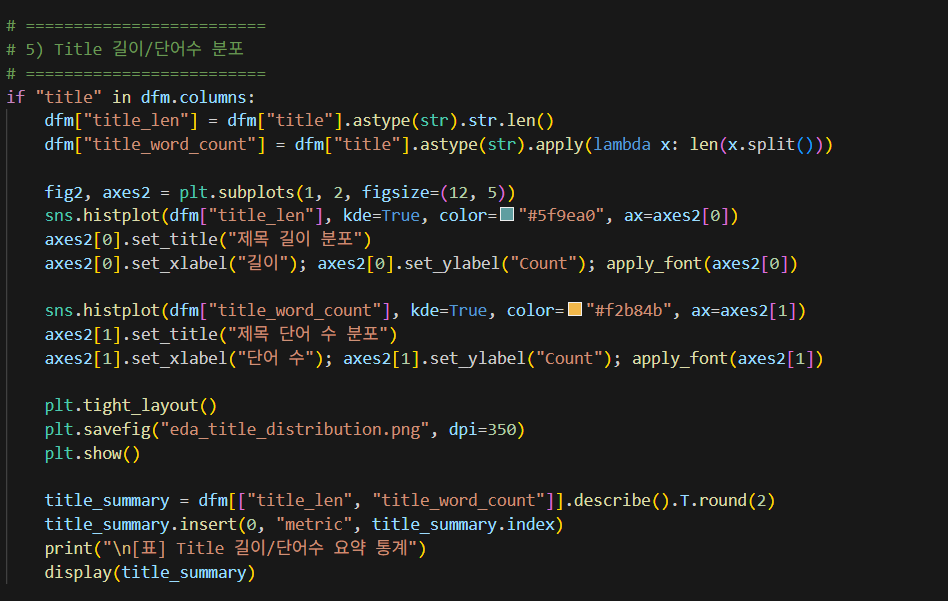 # =========================
# 5) Title 길이/단어수 분포
# =========================
if "title" in dfm.columns:
    dfm["title_len"] = dfm["title"].astype(str).str.len()
    dfm["title_word_count"] = dfm["title"].astype(str).apply(lambda x: len(x.split()))

    fig2, axes2 = plt.subplots(1, 2, figsize=(12, 5))
    sns.histplot(dfm["title_len"], kde=True, color="#5f9ea0", ax=axes2[0])
    axes2[0].set_title("제목 길이 분포")
    axes2[0].set_xlabel("길이"); axes2[0].set_ylabel("Count"); apply_font(axes2[0])

    sns.histplot(dfm["title_word_count"], kde=True, color="#f2b84b", ax=axes2[1])
    axes2[1].set_title("제목 단어 수 분포")
    axes2[1].set_xlabel("단어 수"); axes2[1].set_ylabel("Count"); apply_font(axes2[1])

    plt.tight_layout()
    plt.savefig("eda_title_distribution.png", dpi=350)
    plt.show()

    title_summary = dfm[["title_len", "title_word_count"]].describe().T.round(2)
    title_summary.insert(0, "metric", title_summary.index)
    print("\n[표] Title 길이/단어수 요약 통계")
    display(title_summary)